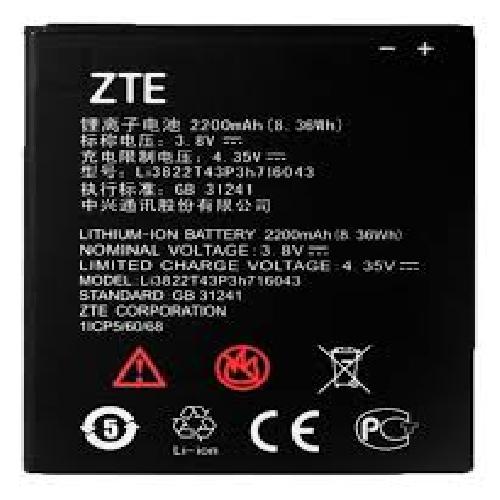 - +
ZTE
锂离子电池 2200mAh(8.36Wh)
标称电压: 3.8V⎓
充电限制电压: 4.35V⎓
型号: Li3822T43P3h716043
执行标准: GB 31241
中兴通讯股份有限公司
LITHIUM-ION BATTERY 2200mAh(8.36Wh)
NOMINAL VOLTAGE:3.8V⎓
LIMITED CHARGE VOLTAGE:4.35V⎓
MODEL:Li3822T43P3h716043
STANDARD GB 31241
ZTE CORPORATION
1ICP5/60/68
5 Li-ion CE PCT